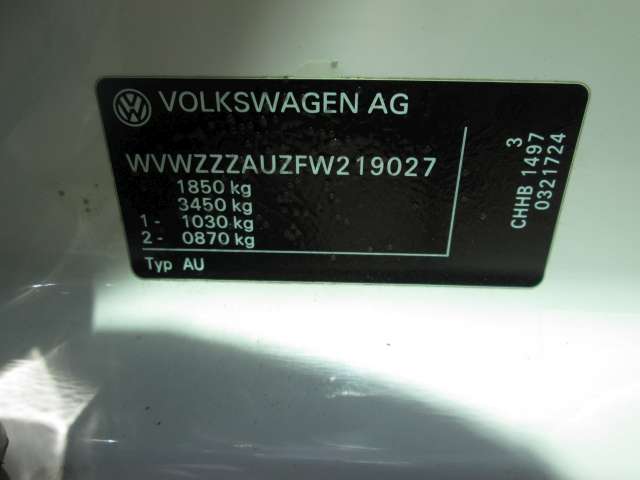 VOLKSWAGEN AG
WVWZZZAUZFW219027
1850 kg
3450 kg
1- 1030 kg
2- 0870 kg
Typ AU
3
CHHB 1497
0321724